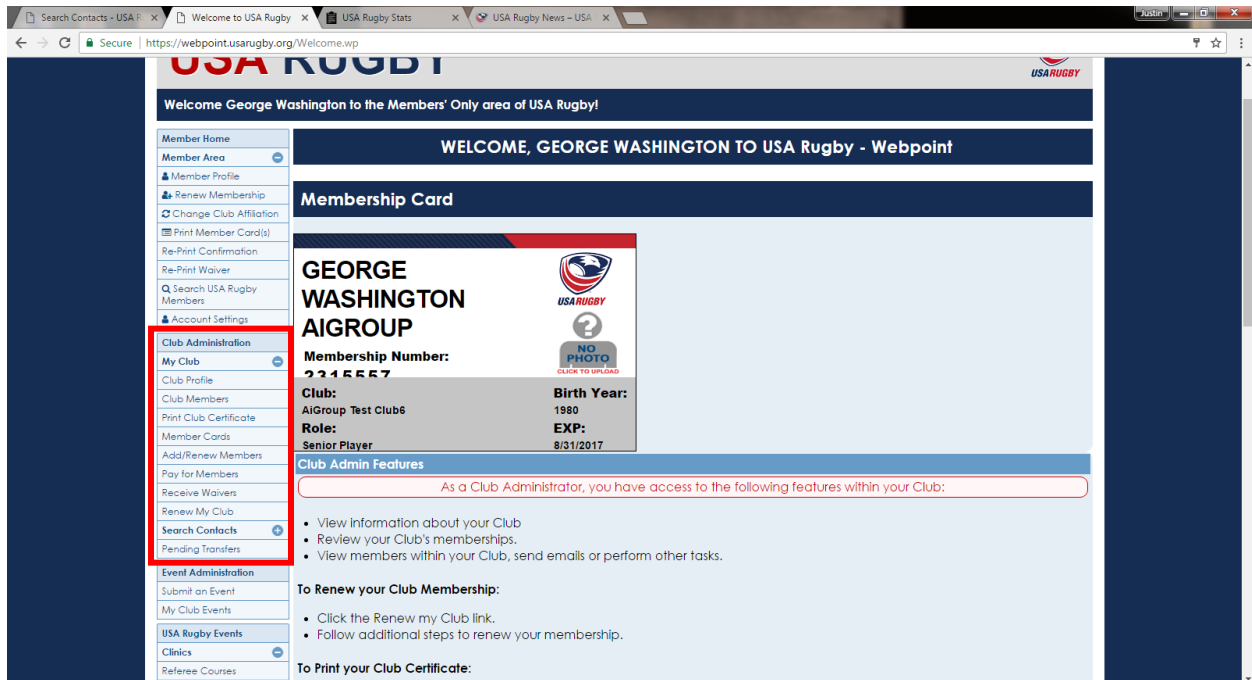 Search Contacts - USA R
Welcome to USA Rugby
USA Rugby Stats
USA Rugby News – USA
Justin
Secure
https://webpoint.usarugby.org/Welcome.wp
USA RUGBY
USARUGBY
Welcome George Washington to the Members' Only area of USA Rugby!
Member Home
Member Area
Member Profile
Renew Membership
Change Club Affiliation
Print Member Card(s)
Re-Print Confirmation
Re-Print Waiver
Search USA Rugby
Members
Account Settings
Club Administration
My Club
Club Profile
Club Members
Print Club Certificate
Member Cards
Add/Renew Members
Pay for Members
Receive Waivers
Renew My Club
Search Contacts
Pending Transfers
Event Administration
Submit an Event
My Club Events
USA Rugby Events
Clinics
Referee Courses
WELCOME, GEORGE WASHINGTON TO USA Rugby - Webpoint
Membership Card
GEORGE
WASHINGTON
AIGROUP
USARUGBY
?
NO
PHOTO
CLICK TO UPLOAD
Membership Number:
2315557
Club:
AiGroup Test Club6
Birth Year:
1980
Role:
Senior Player
EXP:
8/31/2017
Club Admin Features
As a Club Administrator, you have access to the following features within your Club:
• View information about your Club
• Review your Club's memberships.
• View members within your Club, send emails or perform other tasks.
To Renew your Club Membership:
• Click the Renew my Club link.
• Follow additional steps to renew your membership.
To Print your Club Certificate: